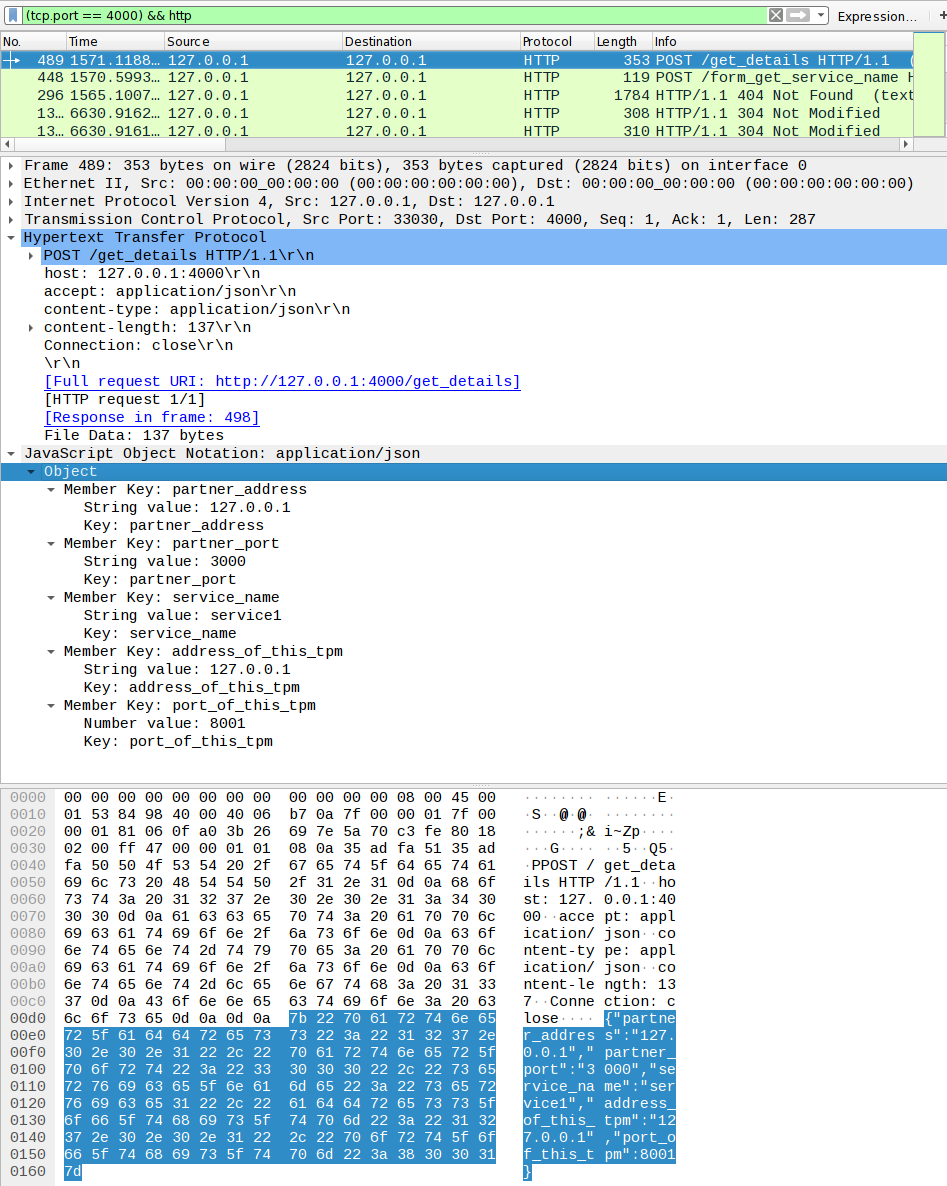 (tcp.port == 4000) && http Expression… +
No. Time Source Destination Protocol Length Info
489 1571.1188… 127.0.0.1 127.0.0.1 HTTP 353 POST /get_details HTTP/1.1 (
448 1570.5993… 127.0.0.1 127.0.0.1 HTTP 119 POST /form_get_service_name H
296 1565.1007… 127.0.0.1 127.0.0.1 HTTP 1784 HTTP/1.1 404 Not Found (text
13… 6630.9162… 127.0.0.1 127.0.0.1 HTTP 308 HTTP/1.1 304 Not Modified
13… 6630.9161… 127.0.0.1 127.0.0.1 HTTP 310 HTTP/1.1 304 Not Modified
Frame 489: 353 bytes on wire (2824 bits), 353 bytes captured (2824 bits) on interface 0
Ethernet II, Src: 00:00:00_00:00:00 (00:00:00:00:00:00), Dst: 00:00:00_00:00:00 (00:00:00:00:00:00)
Internet Protocol Version 4, Src: 127.0.0.1, Dst: 127.0.0.1
Transmission Control Protocol, Src Port: 33030, Dst Port: 4000, Seq: 1, Ack: 1, Len: 287
Hypertext Transfer Protocol
POST /get_details HTTP/1.1\r\n
host: 127.0.0.1:4000\r\n
accept: application/json\r\n
content-type: application/json\r\n
content-length: 137\r\n
Connection: close\r\n
\r\n
[Full request URI: http://127.0.0.1:4000/get_details]
[HTTP request 1/1]
[Response in frame: 498]
File Data: 137 bytes
JavaScript Object Notation: application/json
Object
Member Key: partner_address
String value: 127.0.0.1
Key: partner_address
Member Key: partner_port
String value: 3000
Key: partner_port
Member Key: service_name
String value: service1
Key: service_name
Member Key: address_of_this_tpm
String value: 127.0.0.1
Key: address_of_this_tpm
Member Key: port_of_this_tpm
Number value: 8001
Key: port_of_this_tpm
0000 00 00 00 00 00 00 00 00 00 00 00 00 08 00 45 00 ········ ······E·
0010 01 53 84 98 40 00 40 06 b7 0a 7f 00 00 01 7f 00 ·S··@·@· ········
0020 00 01 81 06 0f a0 3b 26 69 7e 5a 70 c3 fe 80 18 ······;& i~Zp····
0030 02 00 ff 47 00 00 01 01 08 0a 35 ad fa 51 35 ad ···G···· ··5··Q5·
0040 fa 50 50 4f 53 54 20 2f 67 65 74 5f 64 65 74 61 ·PPOST / get_deta
0050 69 6c 73 20 48 54 54 50 2f 31 2e 31 0d 0a 68 6f ils HTTP /1.1··ho
0060 73 74 3a 20 31 32 37 2e 30 2e 30 2e 31 3a 34 30 st: 127. 0.0.1:40
0070 30 30 0d 0a 61 63 63 65 70 74 3a 20 61 70 70 6c 00··acce pt: appl
0080 69 63 61 74 69 6f 6e 2f 6a 73 6f 6e 0d 0a 63 6f ication/ json··co
0090 6e 74 65 6e 74 2d 74 79 70 65 3a 20 61 70 70 6c ntent-ty pe: appl
00a0 69 63 61 74 69 6f 6e 2f 6a 73 6f 6e 0d 0a 63 6f ication/ json··co
00b0 6e 74 65 6e 74 2d 6c 65 6e 67 74 68 3a 20 31 33 ntent-le ngth: 13
00c0 37 0d 0a 43 6f 6e 6e 65 63 74 69 6f 6e 3a 20 63 7··Conne ction: c
00d0 6c 6f 73 65 0d 0a 0d 0a 7b 22 70 61 72 74 6e 65 lose···· {"partne
00e0 72 5f 61 64 64 72 65 73 73 22 3a 22 31 32 37 2e r_addres s":"127.
00f0 30 2e 30 2e 31 22 2c 22 70 61 72 74 6e 65 72 5f 0.0.1"," partner_
0100 70 6f 72 74 22 3a 22 33 30 30 30 22 2c 22 73 65 port":"3 000","se
0110 72 76 69 63 65 5f 6e 61 6d 65 22 3a 22 73 65 72 rvice_na me":"ser
0120 76 69 63 65 31 22 2c 22 61 64 64 72 65 73 73 5f vice1"," address_
0130 6f 66 5f 74 68 69 73 5f 74 70 6d 22 3a 22 31 32 of_this_ tpm":"12
0140 37 2e 30 2e 30 2e 31 22 2c 22 70 6f 72 74 5f 6f 7.0.0.1" ,"port_o
0150 66 5f 74 68 69 73 5f 74 70 6d 22 3a 38 30 30 31 f_this_t pm":8001
0160 7d }